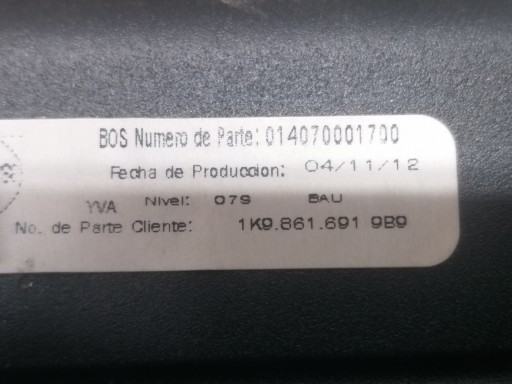 BOS Numero de Parte: 014070001700
Fecha de Produccion: 04/11/12
YVA Nivel: 079 BAU
No. de Parte Cliente: 1K9.861.691 9B9